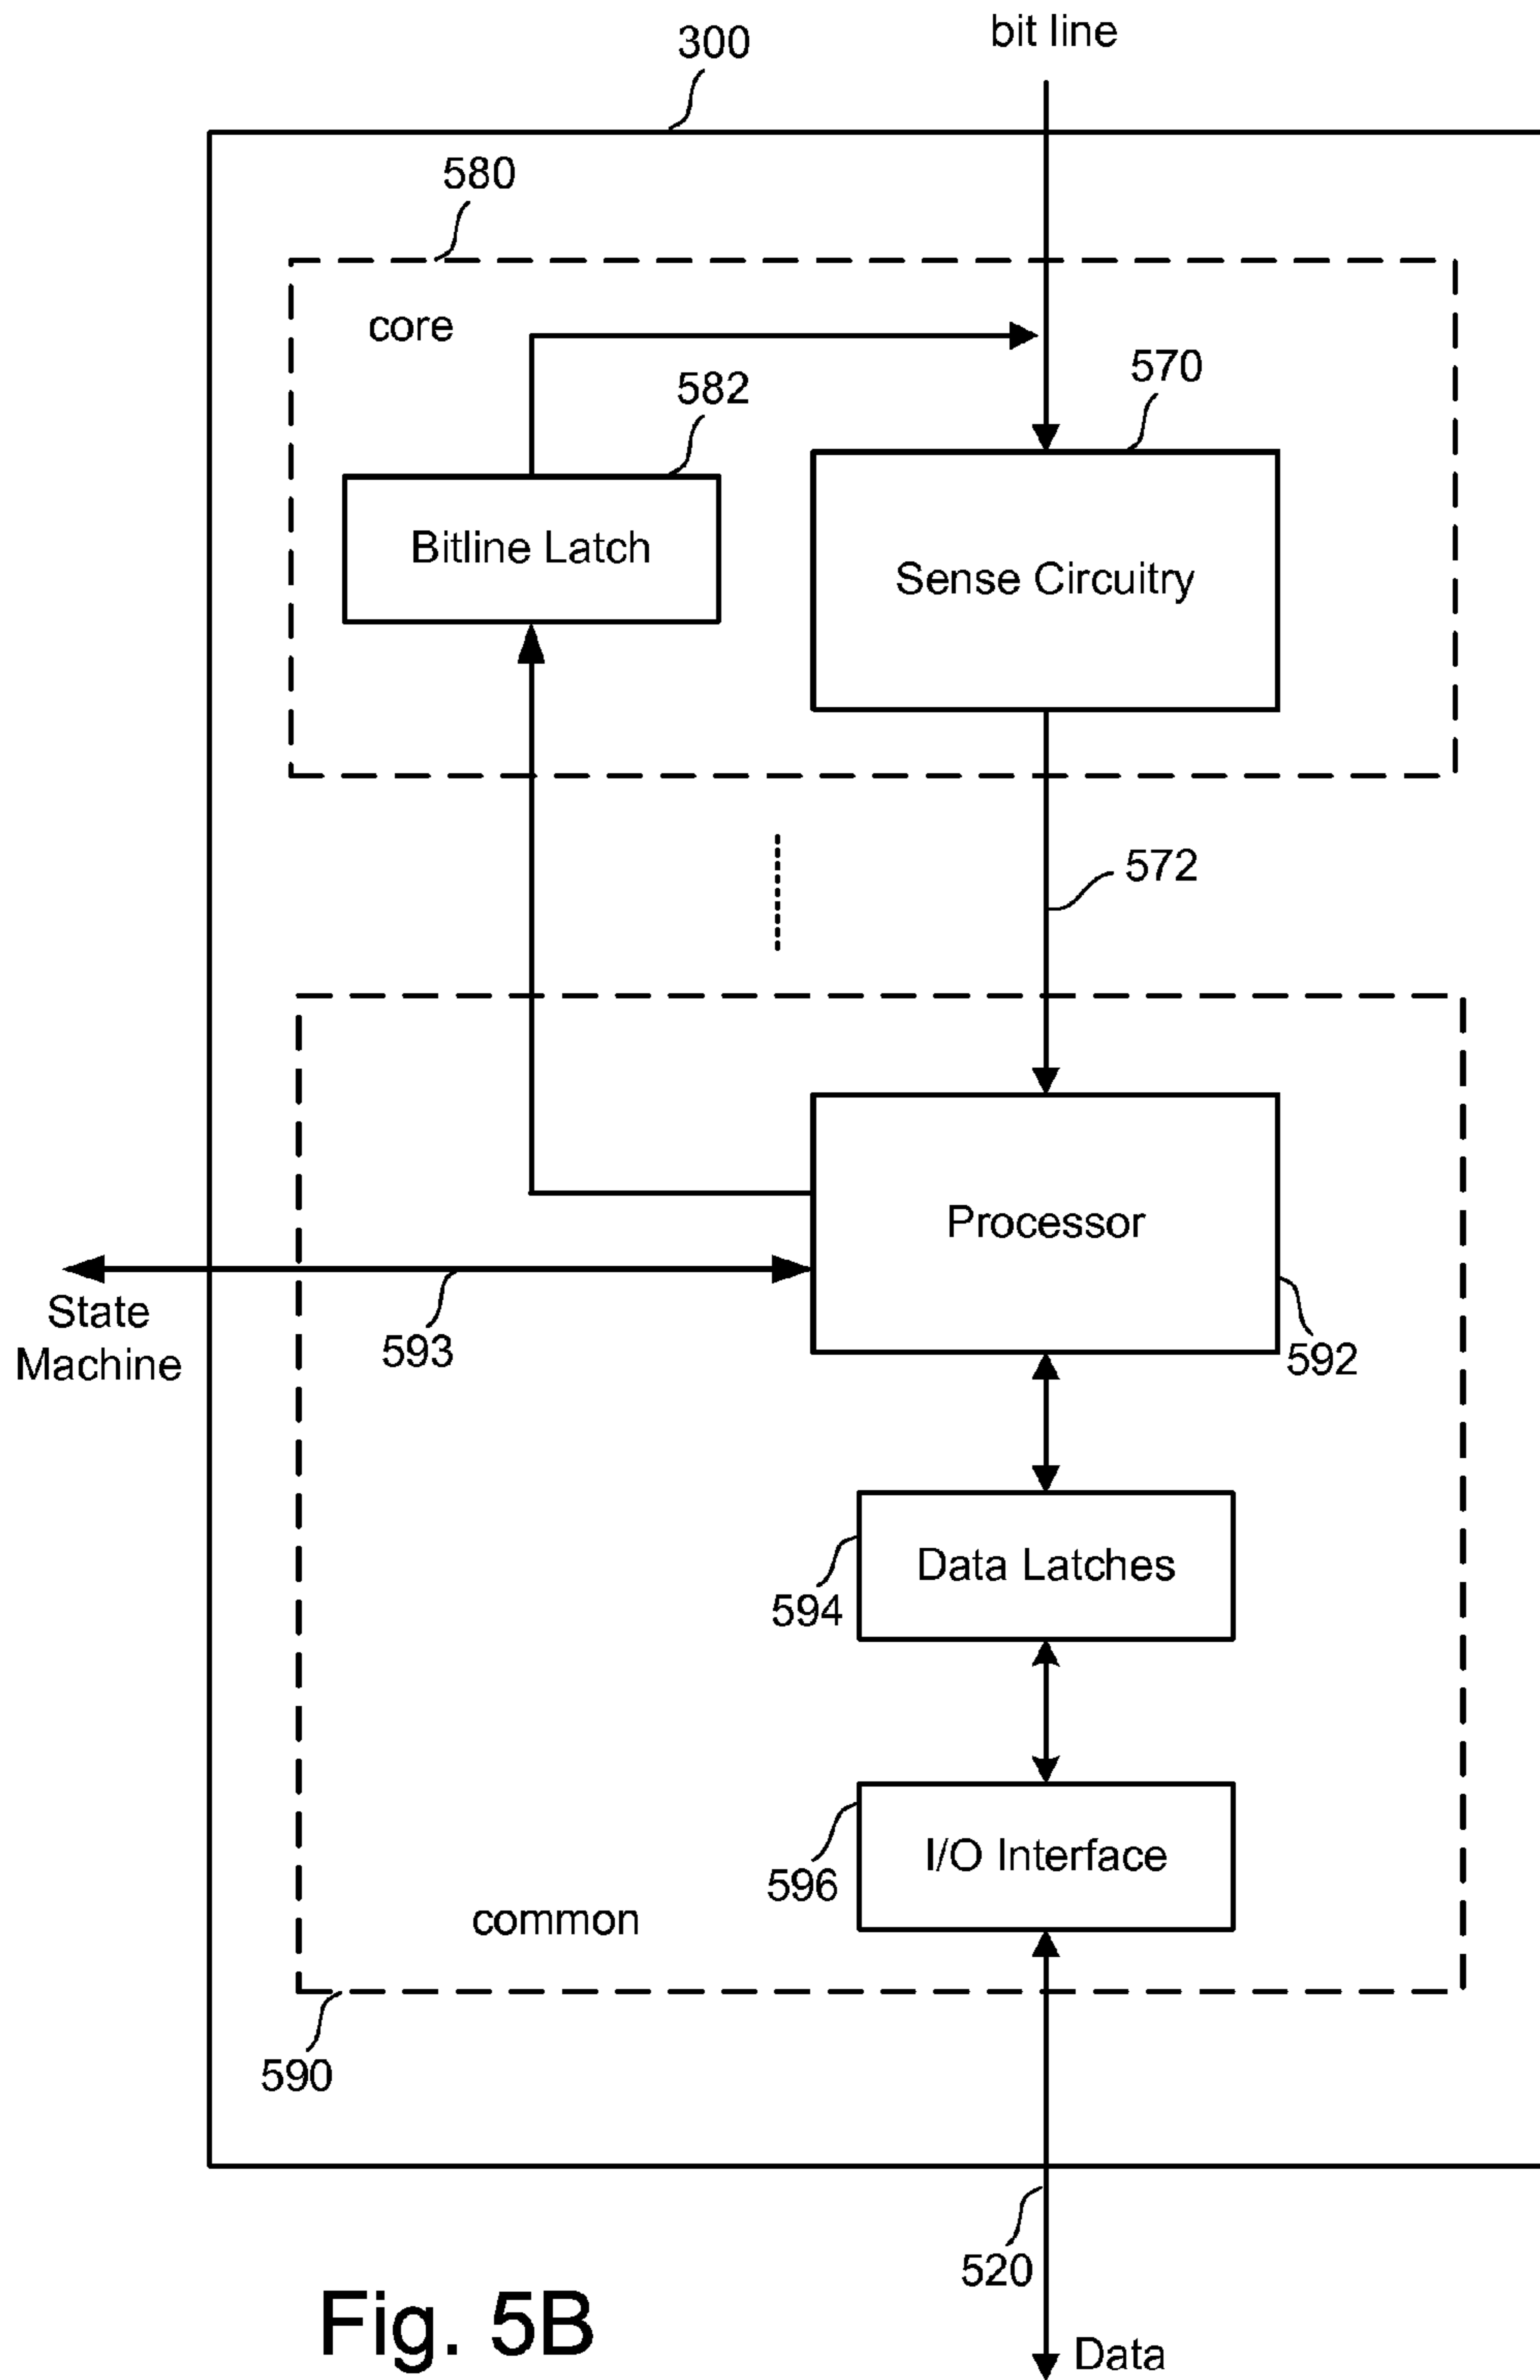 bit line
300
580
core
570
582
Bitline Latch
Sense Circuitry
572
Processor
State
Machine
593
592
Data Latches
594
I/O Interface
596
common
590
520
Fig. 5B
Data